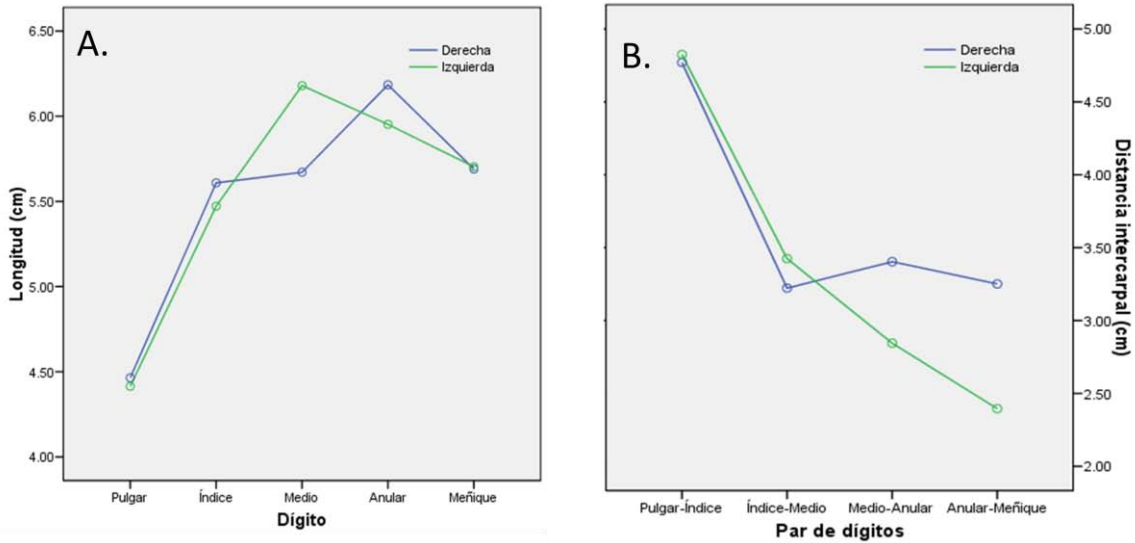 A.
Derecha
Izquierda
6.50
6.00
5.50
5.00
4.50
4.00
Longitud (cm)
Pulgar Índice Medio Anular Meñique
Dígito
B.
Derecha
Izquierda
5.00
4.50
4.00
3.50
3.00
2.50
2.00
Distancia intercarpal (cm)
Pulgar-Índice Índice-Medio Medio-Anular Anular-Meñique
Par de dígitos